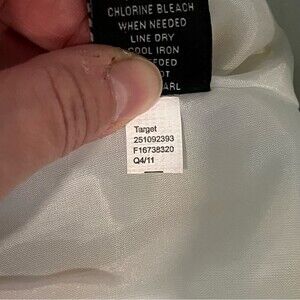 CHLORINE BLEACH
WHEN NEEDED
LINE DRY
COOL IRON
Target
251092393
F16738320
Q4/11